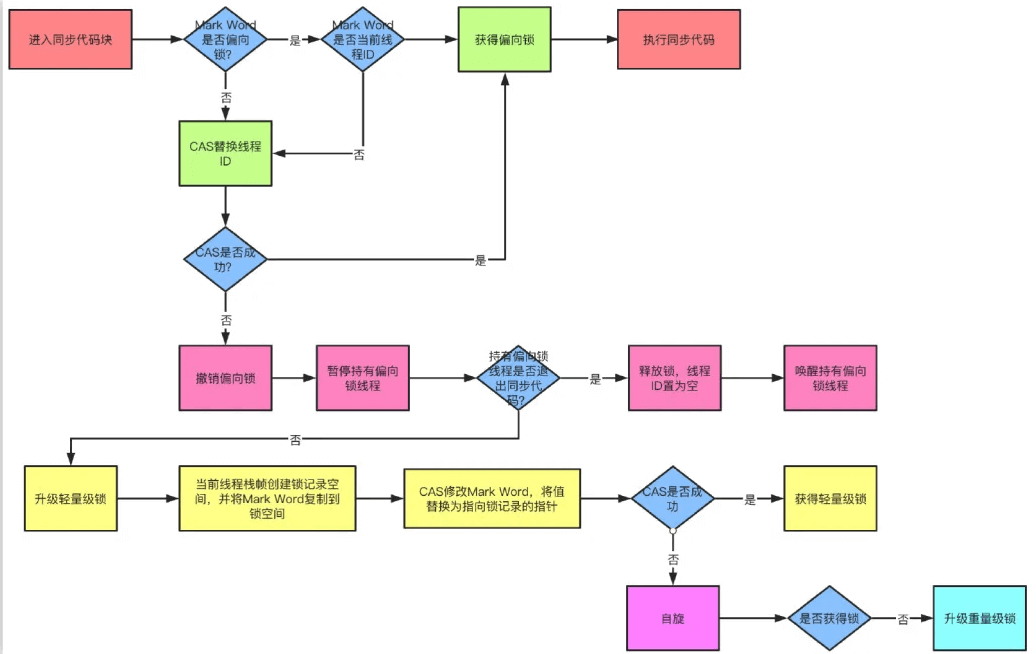 进入同步代码块
Mark Word
是否偏向
锁?
是
Mark Word
是否当前线
程ID
获得偏向锁
执行同步代码
否
CAS替换线程
ID
否
CAS是否成
功?
是
否
撤销偏向锁
暂停持有偏向
锁线程
持有偏向锁
线程是否退
出同步代
码?
是
释放锁，线程
ID置为空
唤醒持有偏向
锁线程
否
升级轻量级锁
当前线程栈帧创建锁记录空
间，并将Mark Word复制到
锁空间
CAS修改Mark Word，将值
替换为指向锁记录的指针
CAS是否成
功
是
获得轻量级锁
否
自旋
是否获得锁
否
升级重量级锁